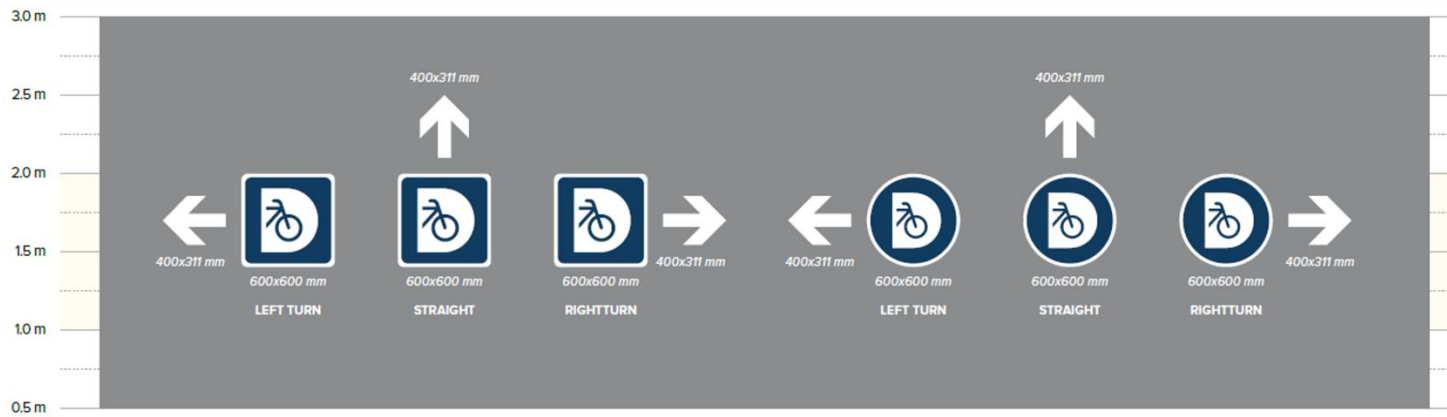 3.0 m
2.5 m
2.0 m
1.5 m
1.0 m
0.5 m
400x311 mm
400x311 mm
400x311 mm
600x600 mm
600x600 mm
600x600 mm
400x311 mm
400x311 mm
600x600 mm
600x600 mm
600x600 mm
400x311 mm
LEFT TURN
STRAIGHT
RIGHTTURN
LEFT TURN
STRAIGHT
RIGHTTURN